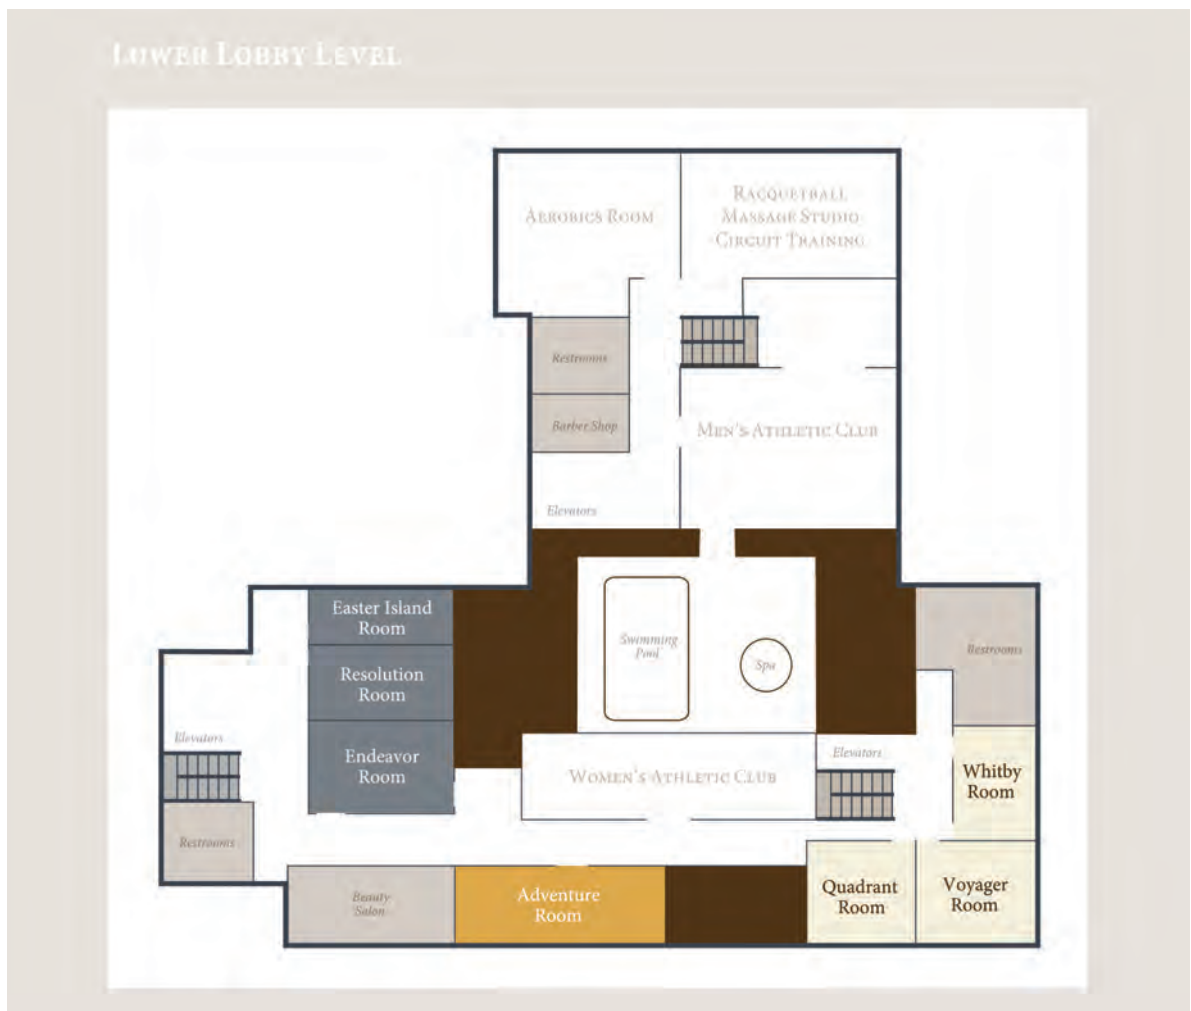 LOWER LOBBY LEVEL
AEROBICS ROOM
RACQUETBALL
MASSAGE STUDIO
CIRCUIT TRAINING
Restrooms
Barber Shop
MEN'S ATHLETIC CLUB
Elevators
Easter Island
Room
Resolution
Room
Endeavor
Room
Swimming
Pool
Spa
Restrooms
Elevators
Elevators
WOMEN'S ATHLETIC CLUB
Whitby
Room
Restrooms
Beauty
Salon
Adventure
Room
Quadrant
Room
Voyager
Room